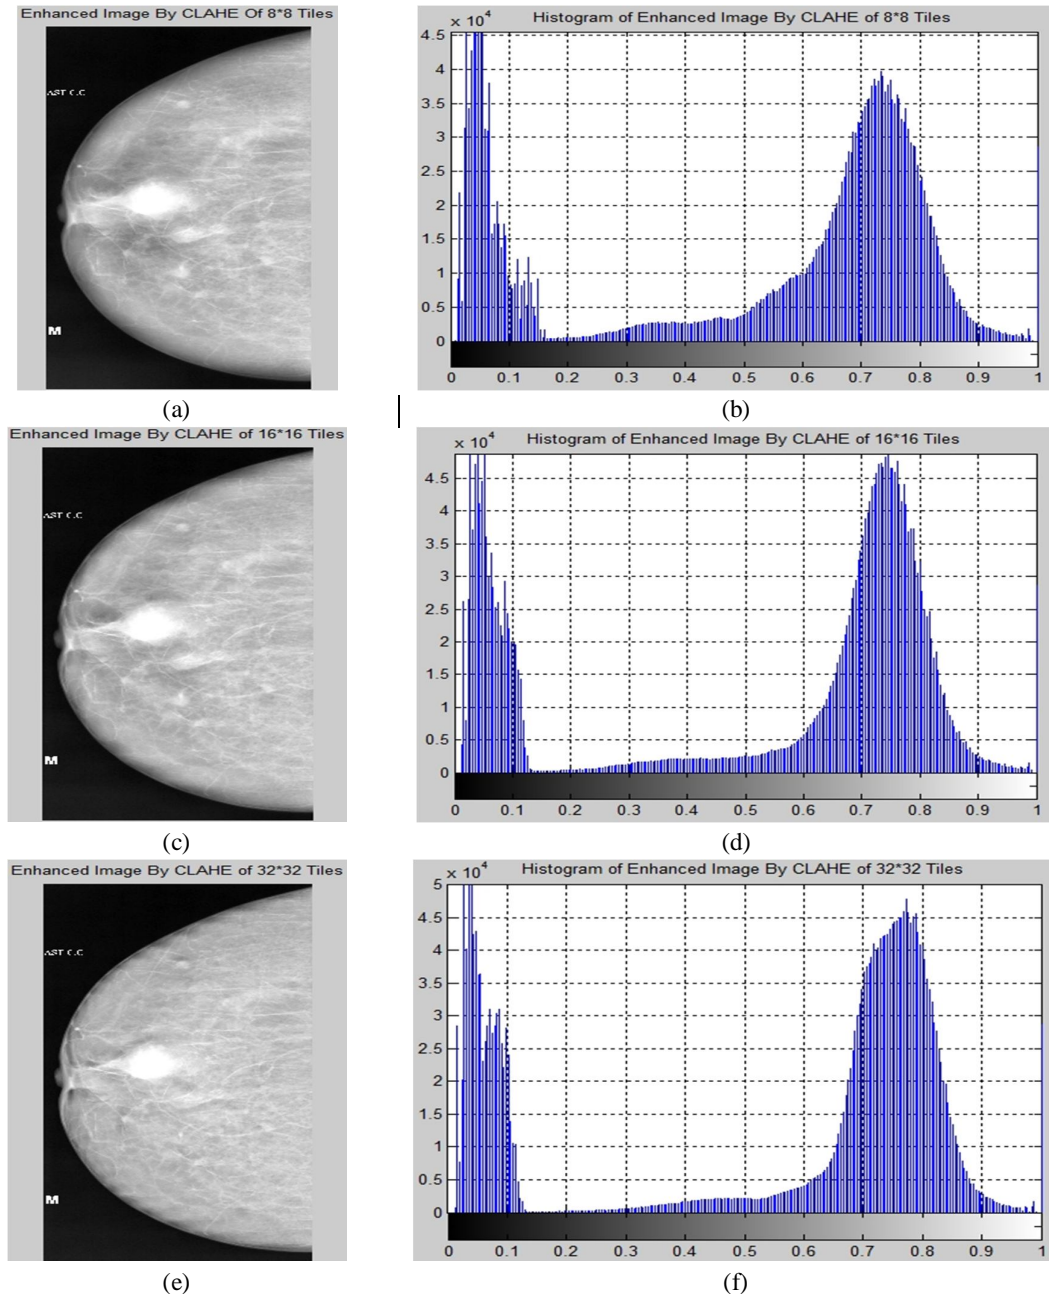 Enhanced Image By CLAHE Of 8*8 Tiles
AST C.C
M
(a)
Histogram of Enhanced Image By CLAHE of 8*8 Tiles
× 10⁴
4.5
4
3.5
3
2.5
2
1.5
1
0.5
0
0 0.1 0.2 0.3 0.4 0.5 0.6 0.7 0.8 0.9 1
(b)
Enhanced Image By CLAHE of 16*16 Tiles
AST C.C
M
(c)
Histogram of Enhanced Image By CLAHE of 16*16 Tiles
× 10⁴
4.5
4
3.5
3
2.5
2
1.5
1
0.5
0
0 0.1 0.2 0.3 0.4 0.5 0.6 0.7 0.8 0.9 1
(d)
Enhanced Image By CLAHE of 32*32 Tiles
AST C.C
M
(e)
Histogram of Enhanced Image By CLAHE of 32*32 Tiles
× 10⁴
5
4.5
4
3.5
3
2.5
2
1.5
1
0.5
0
0 0.1 0.2 0.3 0.4 0.5 0.6 0.7 0.8 0.9 1
(f)